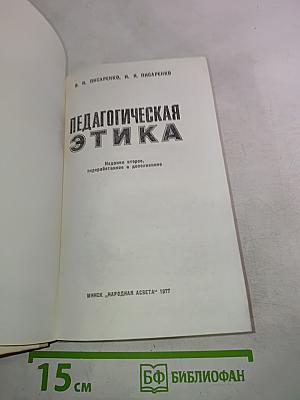 В. И. ПИСАРЕНКО, И. Я. ПИСАРЕНКО
ПЕДАГОГИЧЕСКАЯ
ЭТИКА
Издание второе,
переработанное и дополненное
МИНСК „НАРОДНАЯ АСВЕТА" 1977
15 см
БФ БИБЛИОФАН